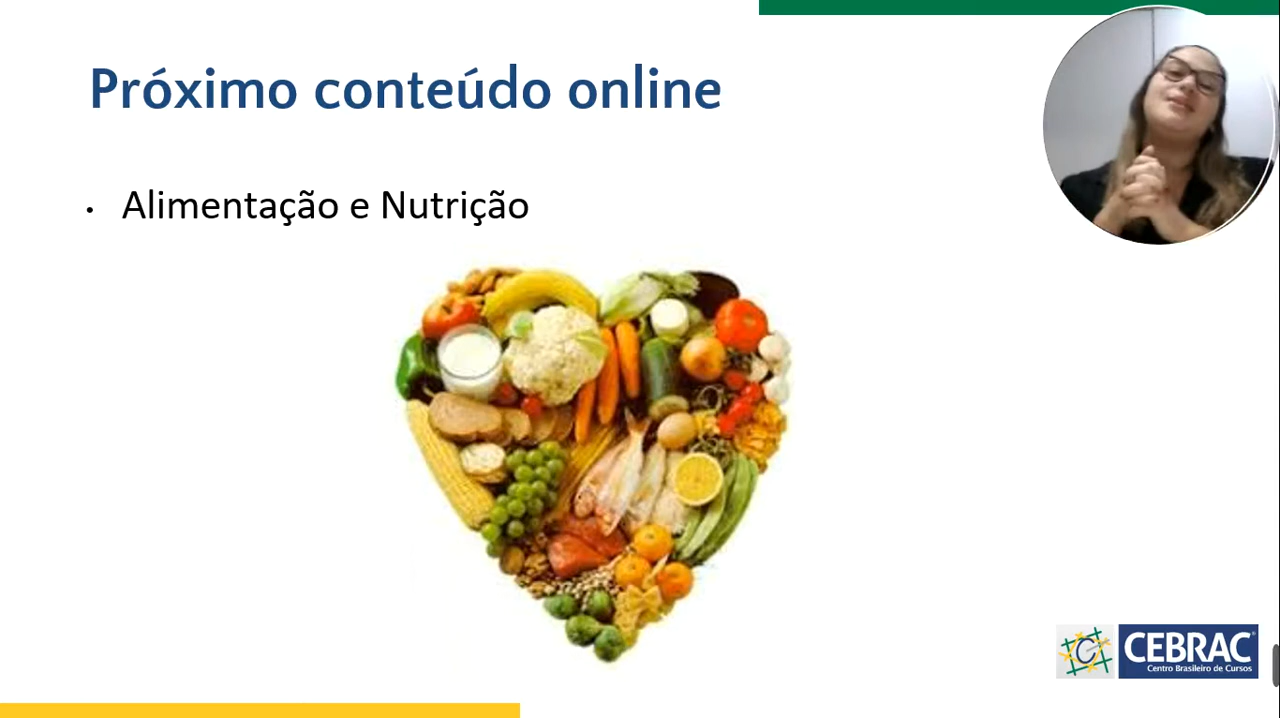 Próximo conteúdo online
• Alimentação e Nutrição
CEBRAC
Centro Brasileiro de Cursos